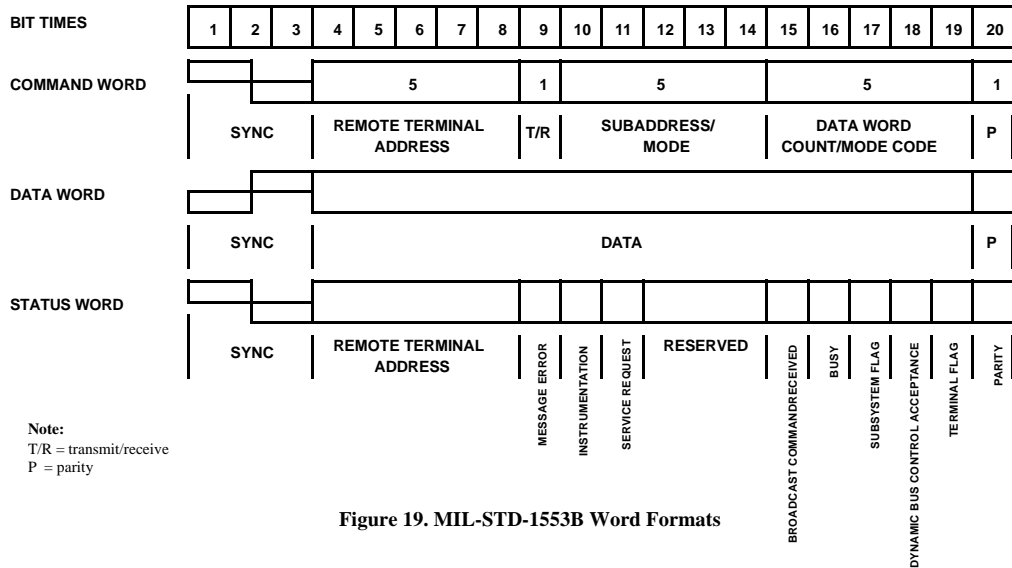 BIT TIMES
1 2 3 4 5 6 7 8 9 10 11 12 13 14 15 16 17 18 19 20
COMMAND WORD
5 1 5 5 1
SYNC
REMOTE TERMINAL
ADDRESS
T/R
SUBADDRESS/
MODE
DATA WORD
COUNT/MODE CODE
P
DATA WORD
SYNC
DATA
P
STATUS WORD
SYNC
REMOTE TERMINAL
ADDRESS
MESSAGE ERROR
INSTRUMENTATION
SERVICE REQUEST
RESERVED
BROADCAST COMMANDRECEIVED
BUSY
SUBSYSTEM FLAG
DYNAMIC BUS CONTROL ACCEPTANCE
TERMINAL FLAG
PARITY
Note:
T/R = transmit/receive
P = parity
Figure 19. MIL-STD-1553B Word Formats